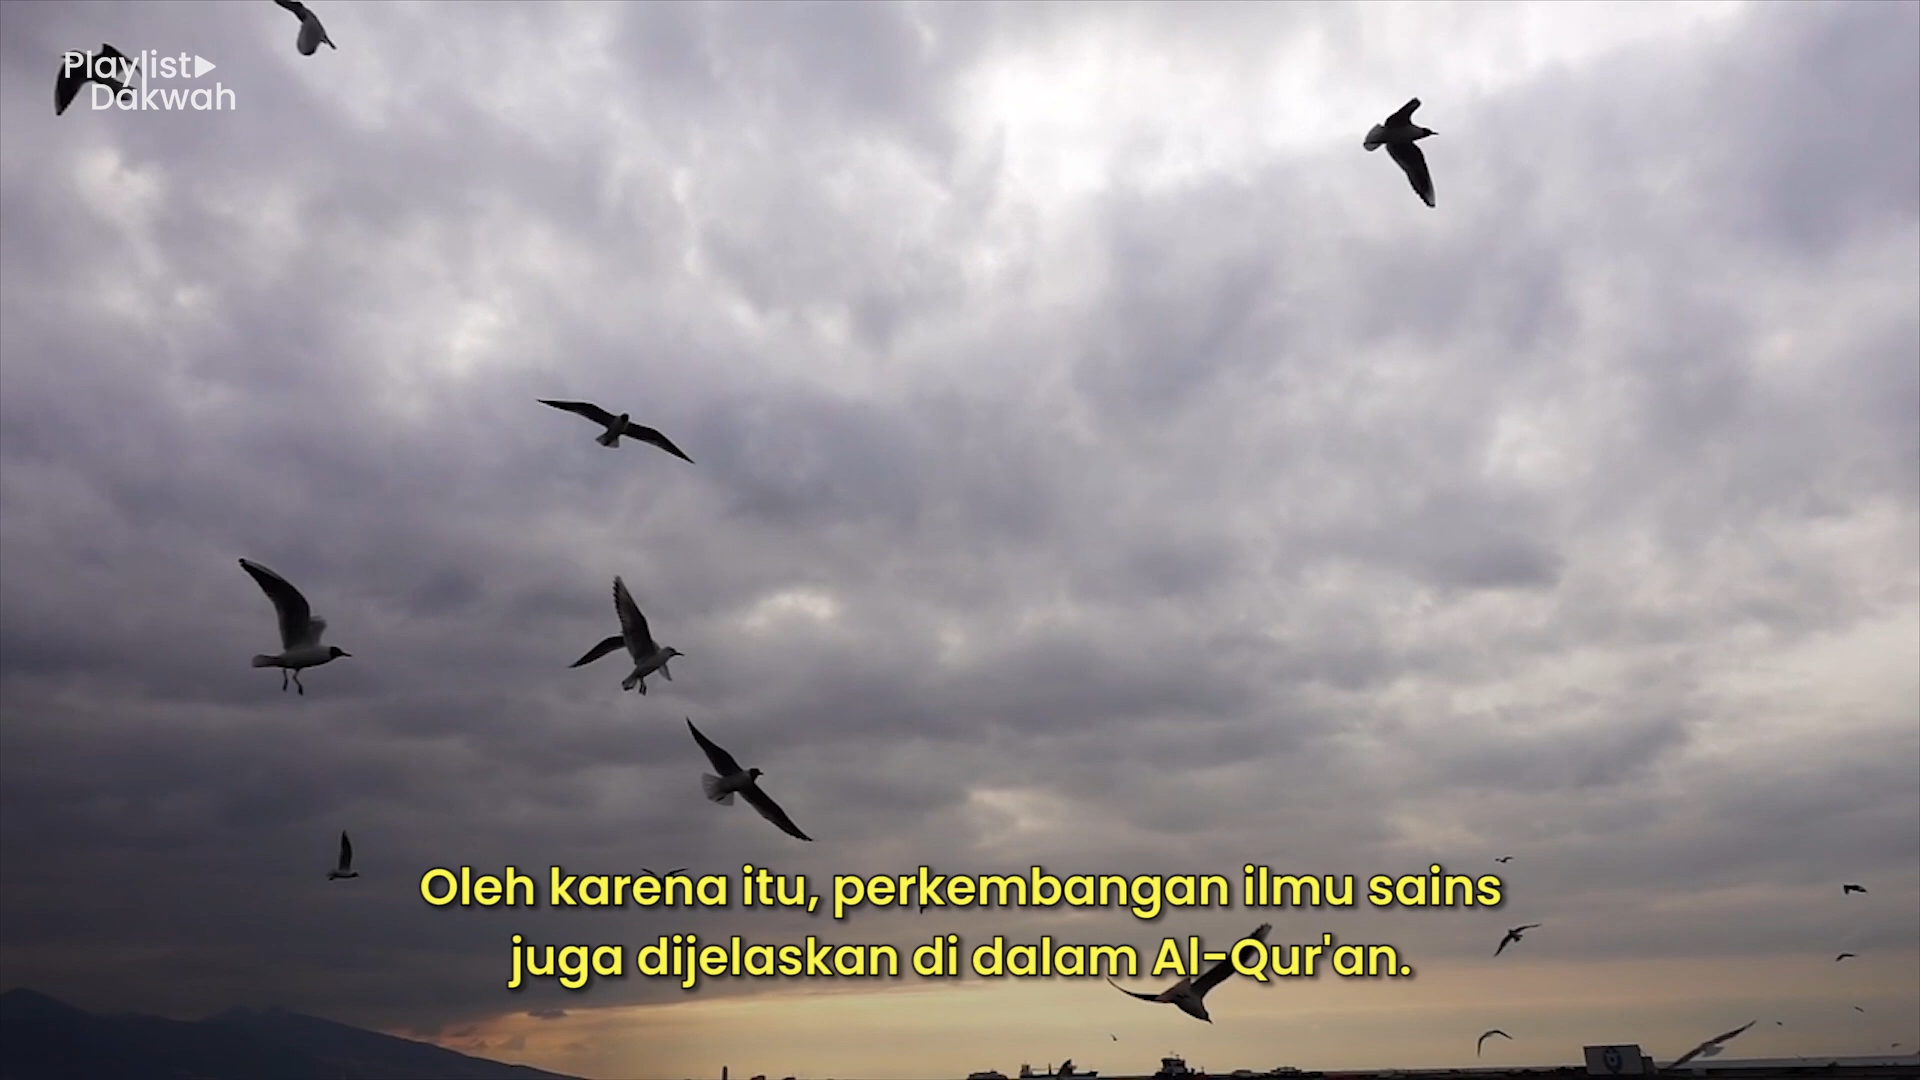 Playlist
Dakwah
Oleh karena itu, perkembangan ilmu sains
juga dijelaskan di dalam Al-Qur'an.